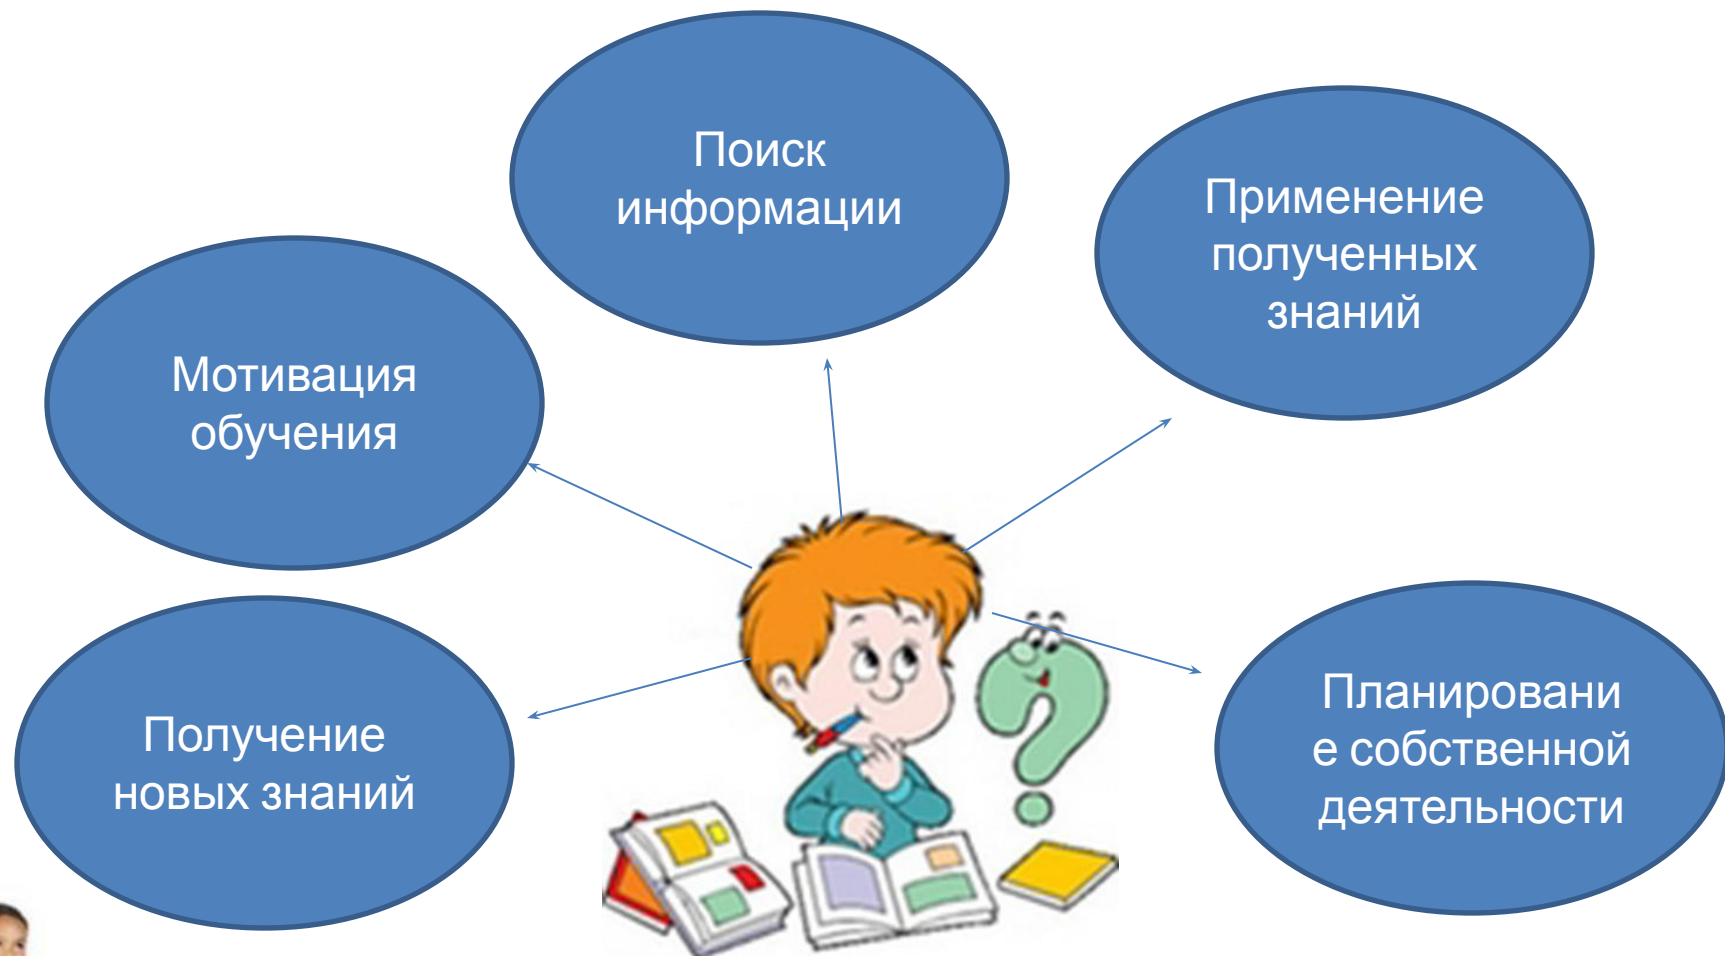 Поиск
информации
Применение
полученных
знаний
Мотивация
обучения
Получение
новых знаний
Планировани
е собственной
деятельности